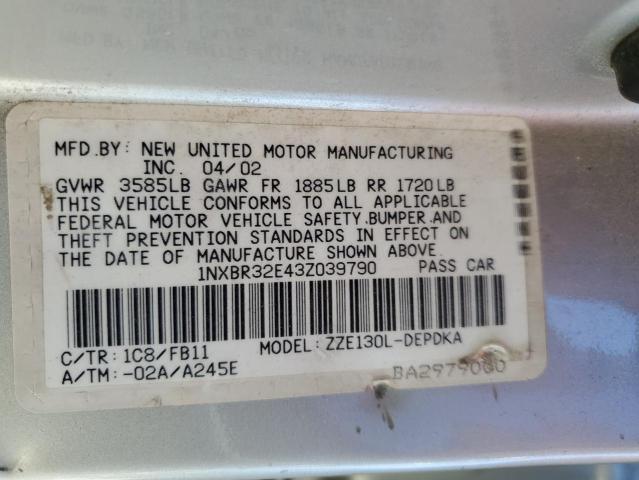 MFD.BY: NEW UNITED MOTOR MANUFACTURING
INC. 04/02
GVWR 3585LB GAWR FR 1885LB RR 1720LB
THIS VEHICLE CONFORMS TO ALL APPLICABLE
FEDERAL MOTOR VEHICLE SAFETY,BUMPER,AND
THEFT PREVENTION STANDARDS IN EFFECT ON
THE DATE OF MANUFACTURE SHOWN ABOVE.
1NXBR32E43Z039790 PASS CAR
C/TR: 1C8/FB11 MODEL: ZZE130L-DEPDKA
A/TM: -02A/A245E